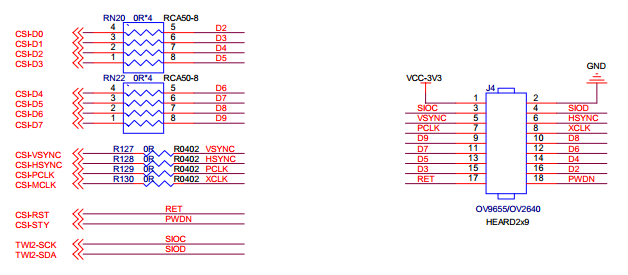 RN20 0R*4 RCA50-8
CSI-D0 4 5 D2
CSI-D1 3 6 D3
CSI-D2 2 7 D4
CSI-D3 1 8 D5
RN22 0R*4 RCA50-8
CSI-D4 4 5 D6
CSI-D5 3 6 D7
CSI-D6 2 7 D8
CSI-D7 1 8 D9
CSI-VSYNC R127 0R R0402 VSYNC
CSI-HSYNC R128 0R R0402 HSYNC
CSI-PCLK R129 0R R0402 PCLK
CSI-MCLK R130 0R R0402 XCLK
CSI-RST RET
CSI-STY PWDN
TWI2-SCK SIOC
TWI2-SDA SIOD
GND
VCC-3V3 J4
1 2
SIOC 3 4 SIOD
VSYNC 5 6 HSYNC
PCLK 7 8 XCLK
D9 9 10 D8
D7 11 12 D6
D5 13 14 D4
D3 15 16 D2
RET 17 18 PWDN
OV9655/OV2640
HEARD2x9